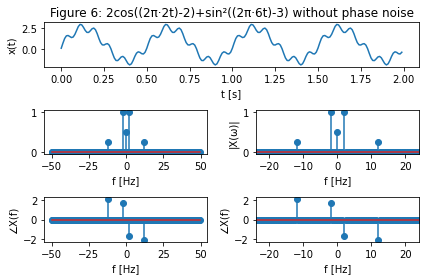 Figure 6: 2cos((2π·2t)-2)+sin²((2π·6t)-3) without phase noise
x(t)
2.5
0.0
0.00 0.25 0.50 0.75 1.00 1.25 1.50 1.75 2.00
t [s]
1
0
−50 −25 0 25 50
f [Hz]
|X(ω)|
1
0
−20 −10 0 10 20
f [Hz]
∠X(f)
2
0
−2
−50 −25 0 25 50
f [Hz]
∠X(f)
2
0
−2
−20 −10 0 10 20
f [Hz]